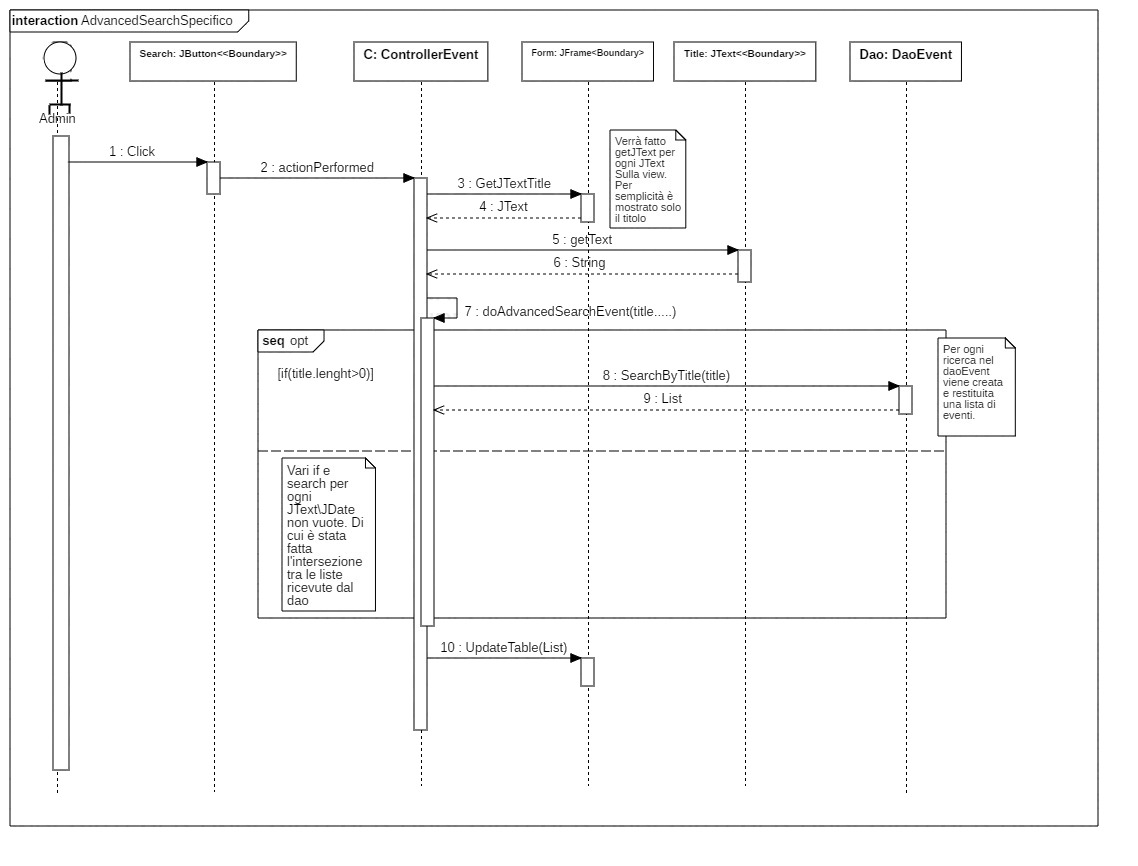 interaction AdvancedSearchSpecifico
Admin
Search: JButton<<Boundary>>
C: ControllerEvent
Form: JFrame<Boundary>
Title: JText<<Boundary>>
Dao: DaoEvent
1 : Click
2 : actionPerformed
3 : GetJTextTitle
4 : JText
Verrà fatto
getJText per
ogni JText
Sulla view.
Per
semplicità è
mostrato solo
il titolo
5 : getText
6 : String
7 : doAdvancedSearchEvent(title.....)
seq opt
[if(title.lenght>0)]
8 : SearchByTitle(title)
9 : List
Per ogni
ricerca nel
daoEvent
viene creata
e restituita
una lista di
eventi.
Vari if e
search per
ogni
JText\JDate
non vuote. Di
cui è stata
fatta
l'intersezione
tra le liste
ricevute dal
dao
10 : UpdateTable(List)